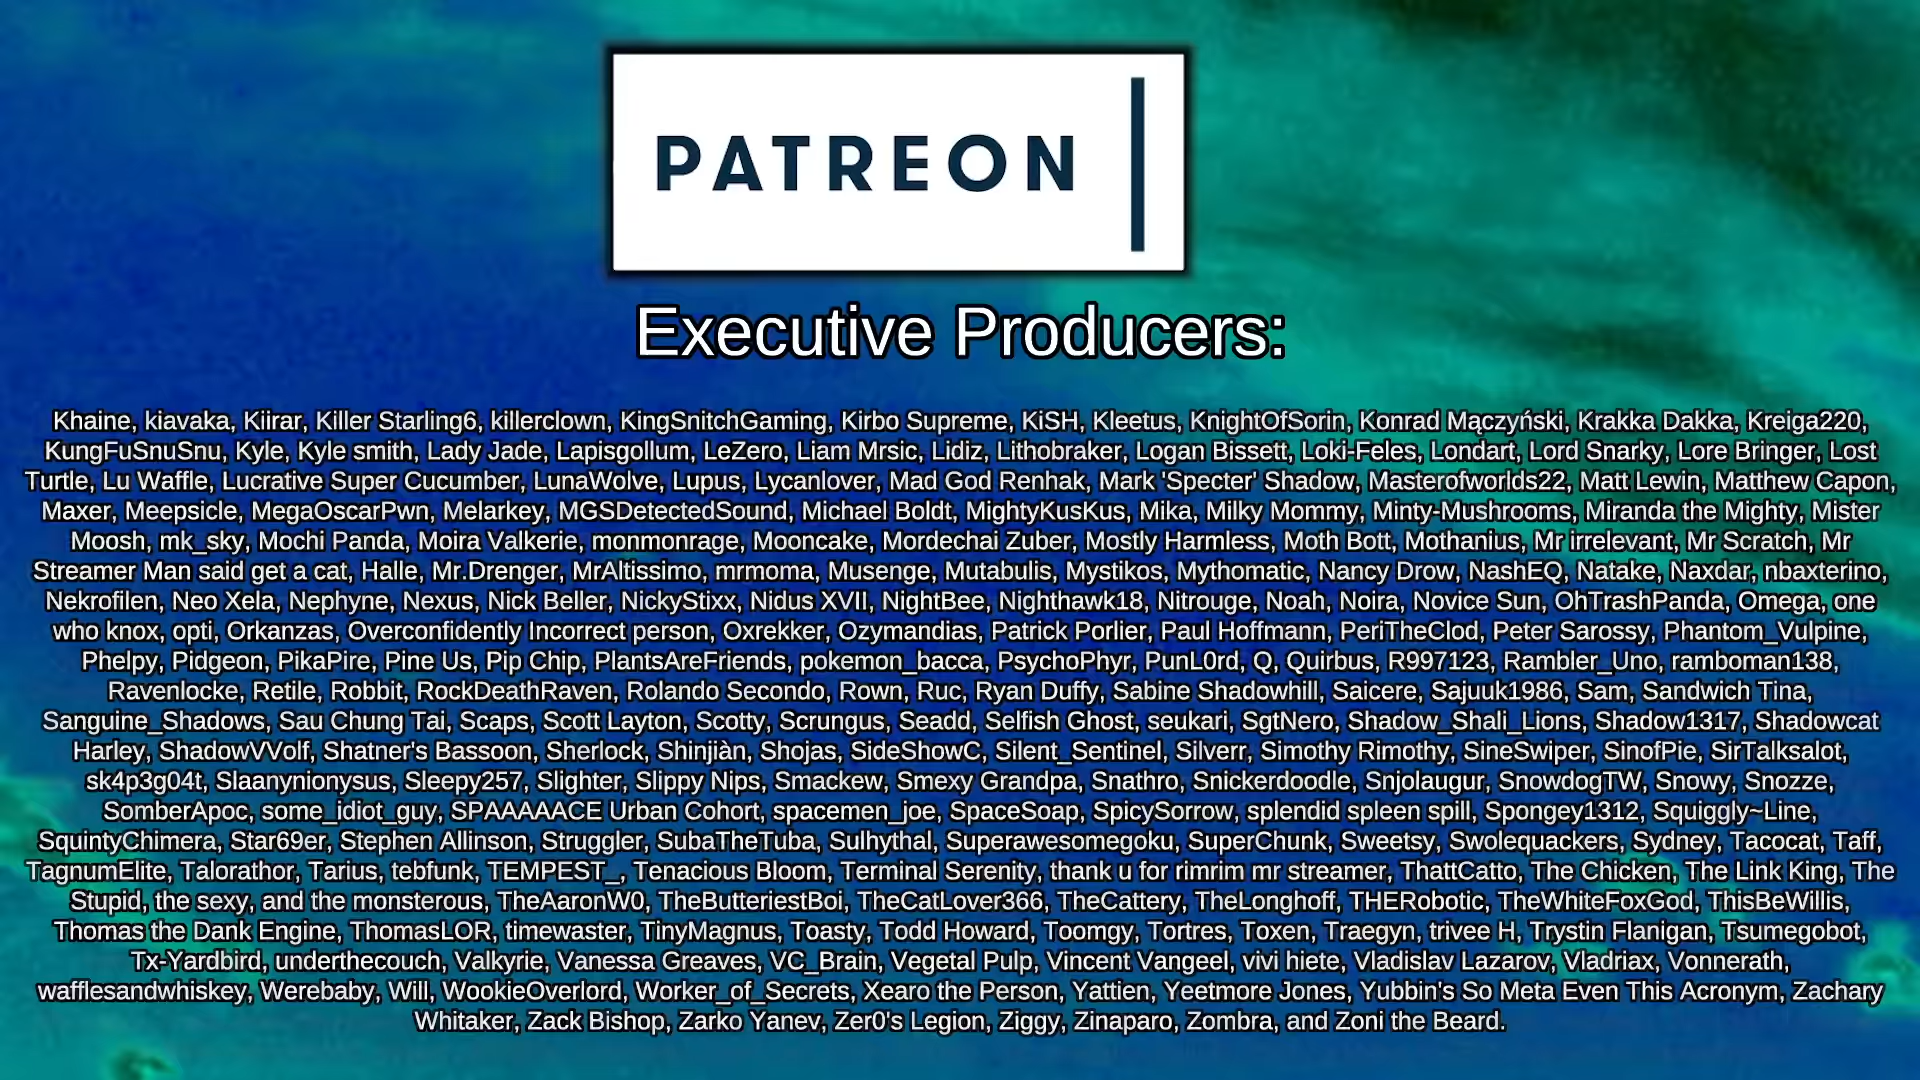 PATREON
Executive Producers:
Khaine, kiavaka, Kiirar, Killer Starling6, killerclown, KingSnitchGaming, Kirbo Supreme, KiSH, Kleetus, KnightOfSorin, Konrad Mączyński, Krakka Dakka, Kreiga220,
KungFuSnuSnu, Kyle, Kyle smith, Lady Jade, Lapisgollum, LeZero, Liam Mrsic, Lidiz, Lithobraker, Logan Bissett, Loki-Feles, Londart, Lord Snarky, Lore Bringer, Lost
Turtle, Lu Waffle, Lucrative Super Cucumber, LunaWolve, Lupus, Lycanlover, Mad God Renhak, Mark 'Specter' Shadow, Masterofworlds22, Matt Lewin, Matthew Capon,
Maxer, Meepsicle, MegaOscarPwn, Melarkey, MGSDetectedSound, Michael Boldt, MightyKusKus, Mika, Milky Mommy, Minty-Mushrooms, Miranda the Mighty, Mister
Moosh, mk_sky, Mochi Panda, Moira Valkerie, monmonrage, Mooncake, Mordechai Zuber, Mostly Harmless, Moth Bott, Mothanius, Mr irrelevant, Mr Scratch, Mr
Streamer Man said get a cat, Halle, Mr.Drenger, MrAltissimo, mrmoma, Musenge, Mutabulis, Mystikos, Mythomatic, Nancy Drow, NashEQ, Natake, Naxdar, nbaxterino,
Nekrofilen, Neo Xela, Nephyne, Nexus, Nick Beller, NickyStixx, Nidus XVII, NightBee, Nighthawk18, Nitrouge, Noah, Noira, Novice Sun, OhTrashPanda, Omega, one
who knox, opti, Orkanzas, Overconfidently Incorrect person, Oxrekker, Ozymandias, Patrick Porlier, Paul Hoffmann, PeriTheClod, Peter Sarossy, Phantom_Vulpine,
Phelpy, Pidgeon, PikaPire, Pine Us, Pip Chip, PlantsAreFriends, pokemon_bacca, PsychoPhyr, PunL0rd, Q, Quirbus, R997123, Rambler_Uno, ramboman138,
Ravenlocke, Retile, Robbit, RockDeathRaven, Rolando Secondo, Rown, Ruc, Ryan Duffy, Sabine Shadowhill, Saicere, Sajuuk1986, Sam, Sandwich Tina,
Sanguine_Shadows, Sau Chung Tai, Scaps, Scott Layton, Scotty, Scrungus, Seadd, Selfish Ghost, seukari, SgtNero, Shadow_Shali_Lions, Shadow1317, Shadowcat
Harley, ShadowVVolf, Shatner's Bassoon, Sherlock, Shinjiàn, Shojas, SideShowC, Silent_Sentinel, Silverr, Simothy Rimothy, SineSwiper, SinofPie, SirTalksalot,
sk4p3g04t, Slaanynionysus, Sleepy257, Slighter, Slippy Nips, Smackew, Smexy Grandpa, Snathro, Snickerdoodle, Snjolaugur, SnowdogTW, Snowy, Snozze,
SomberApoc, some_idiot_guy, SPAAAAACE Urban Cohort, spacemen_joe, SpaceSoap, SpicySorrow, splendid spleen spill, Spongey1312, Squiggly~Line,
SquintyChimera, Star69er, Stephen Allinson, Struggler, SubaTheTuba, Sulhythal, Superawesomegoku, SuperChunk, Sweetsy, Swolequackers, Sydney, Tacocat, Taff,
TagnumElite, Talorathor, Tarius, tebfunk, TEMPEST_, Tenacious Bloom, Terminal Serenity, thank u for rimrim mr streamer, ThattCatto, The Chicken, The Link King, The
Stupid, the sexy, and the monsterous, TheAaronW0, TheButteriestBoi, TheCatLover366, TheCattery, TheLonghoff, THERobotic, TheWhiteFoxGod, ThisBeWillis,
Thomas the Dank Engine, ThomasLOR, timewaster, TinyMagnus, Toasty, Todd Howard, Toomgy, Tortres, Toxen, Traegyn, trivee H, Trystin Flanigan, Tsumegobot,
Tx-Yardbird, underthecouch, Valkyrie, Vanessa Greaves, VC_Brain, Vegetal Pulp, Vincent Vangeel, vivi hiete, Vladislav Lazarov, Vladriax, Vonnerath,
wafflesandwhiskey, Werebaby, Will, WookieOverlord, Worker_of_Secrets, Xearo the Person, Yattien, Yeetmore Jones, Yubbin's So Meta Even This Acronym, Zachary
Whitaker, Zack Bishop, Zarko Yanev, Zer0's Legion, Ziggy, Zinaparo, Zombra, and Zoni the Beard.